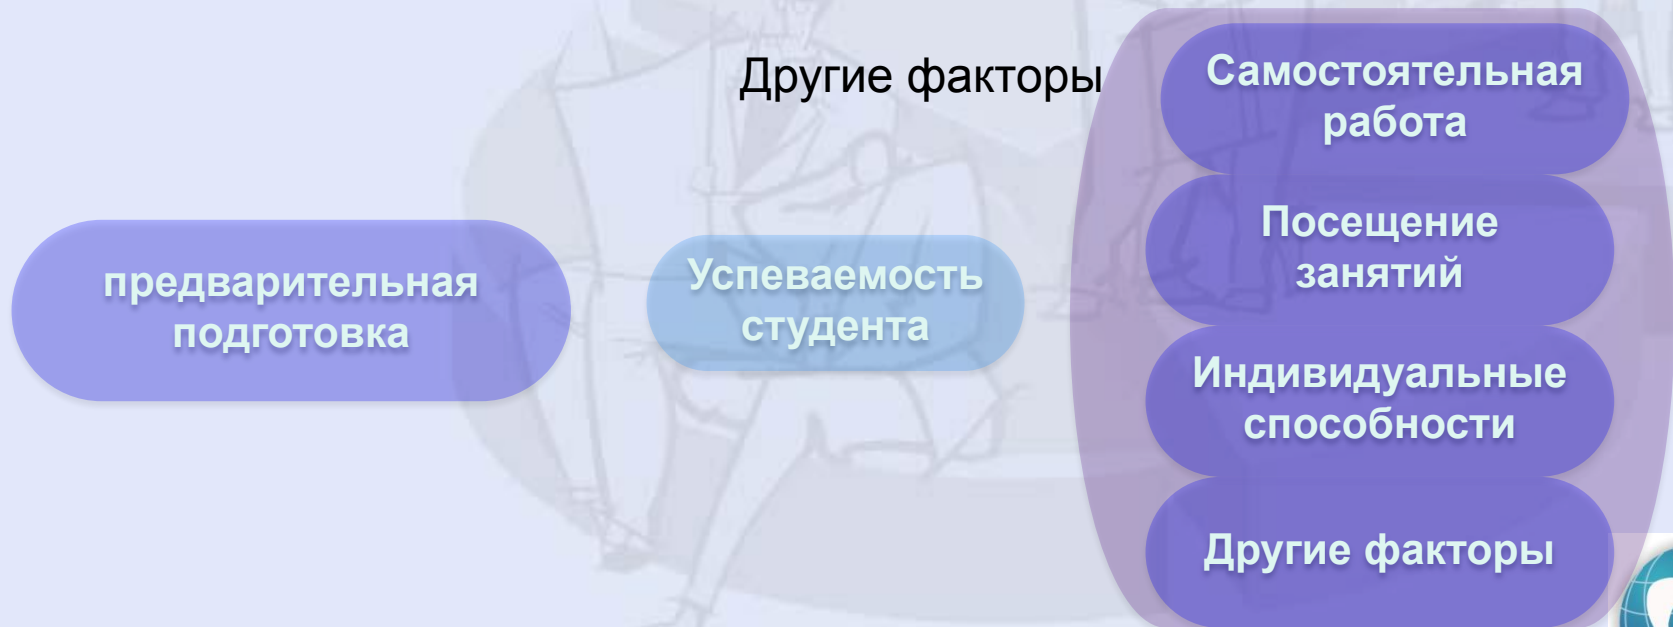 Другие факторы
Самостоятельная
работа
Посещение
занятий
предварительная
подготовка
Успеваемость
студента
Индивидуальные
способности
Другие факторы